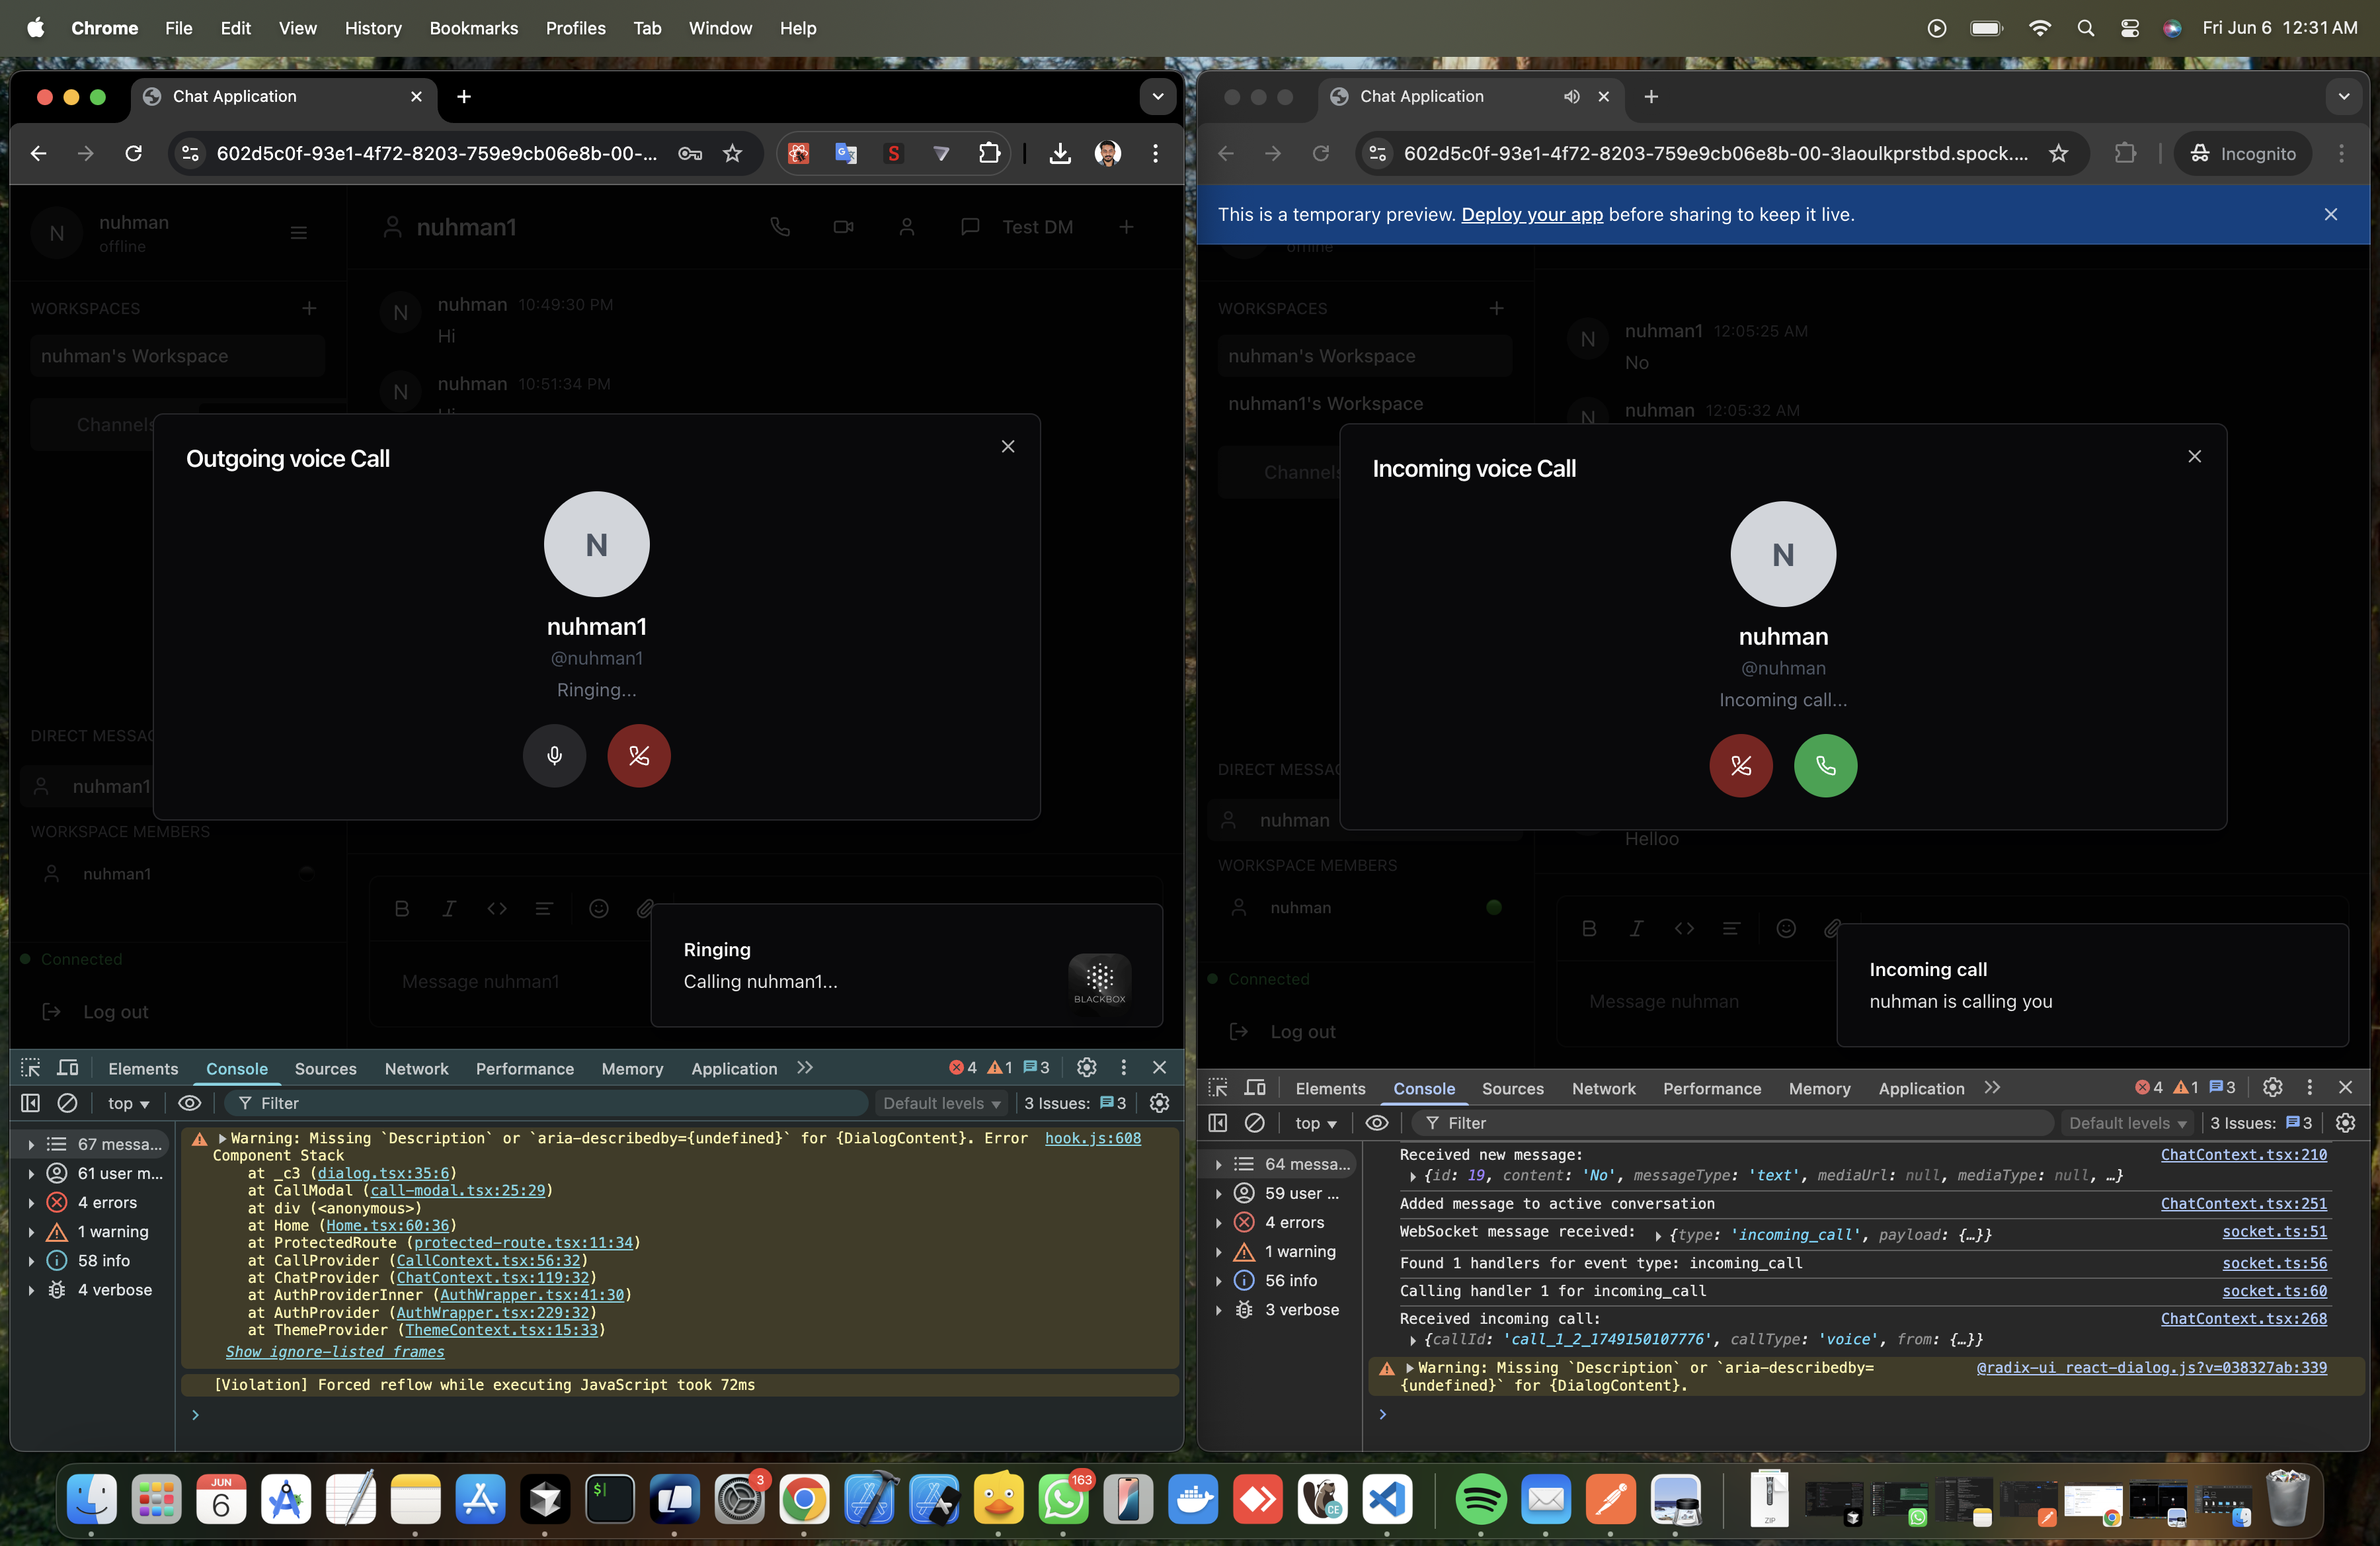 Chrome File Edit View History Bookmarks Profiles Tab Window Help
Fri Jun 6 12:31 AM
Chat Application
602d5c0f-93e1-4f72-8203-759e9cb06e8b-00-...
N
nuhman
offline
WORKSPACES
nuhman's Workspace
Channels
nuhman1
Test DM
N
nuhman 10:49:30 PM
Hi
N
nuhman 10:51:34 PM
Hi
Outgoing voice Call
N
nuhman1
@nuhman1
Ringing...
DIRECT MESSAG
nuhman1
WORKSPACE MEMBERS
nuhman1
Connected
Log out
Message nuhman1
Ringing
Calling nuhman1...
BLACKBOX
Elements Console Sources Network Performance Memory Application
4 1 3
top Filter Default levels 3 Issues: 3
67 messa...
61 user m...
4 errors
1 warning
58 info
4 verbose
Warning: Missing `Description` or `aria-describedby={undefined}` for {DialogContent}. Error hook.js:608
Component Stack
at _c3 (dialog.tsx:35:6)
at CallModal (call-modal.tsx:25:29)
at div (<anonymous>)
at Home (Home.tsx:60:36)
at ProtectedRoute (protected-route.tsx:11:34)
at CallProvider (CallContext.tsx:56:32)
at ChatProvider (ChatContext.tsx:119:32)
at AuthProviderInner (AuthWrapper.tsx:41:30)
at AuthProvider (AuthWrapper.tsx:229:32)
at ThemeProvider (ThemeContext.tsx:15:33)
Show ignore-listed frames
[Violation] Forced reflow while executing JavaScript took 72ms
Chat Application
602d5c0f-93e1-4f72-8203-759e9cb06e8b-00-3laoulkprstbd.spock....
Incognito
This is a temporary preview. Deploy your app before sharing to keep it live.
offline
WORKSPACES
nuhman's Workspace
nuhman1's Workspace
Channels
N
nuhman1 12:05:25 AM
No
N
nuhman 12:05:32 AM
Incoming voice Call
N
nuhman
@nuhman
Incoming call...
DIRECT MESSAG
nuhman
Helloo
WORKSPACE MEMBERS
nuhman
Connected
Log out
Message nuhman
Incoming call
nuhman is calling you
Elements Console Sources Network Performance Memory Application
4 1 3
top Filter Default levels 3 Issues: 3
64 messa...
59 user ...
4 errors
1 warning
56 info
3 verbose
Received new message: ChatContext.tsx:210
{id: 19, content: 'No', messageType: 'text', mediaUrl: null, mediaType: null, …}
Added message to active conversation ChatContext.tsx:251
WebSocket message received: {type: 'incoming_call', payload: {…}} socket.ts:51
Found 1 handlers for event type: incoming_call socket.ts:56
Calling handler 1 for incoming_call socket.ts:60
Received incoming call: ChatContext.tsx:268
{callId: 'call_1_2_1749150107776', callType: 'voice', from: {…}}
Warning: Missing `Description` or `aria-describedby= @radix-ui_react-dialog.js?v=038327ab:339
{undefined}` for {DialogContent}.
JUN
6
3
163
CE
ZIP